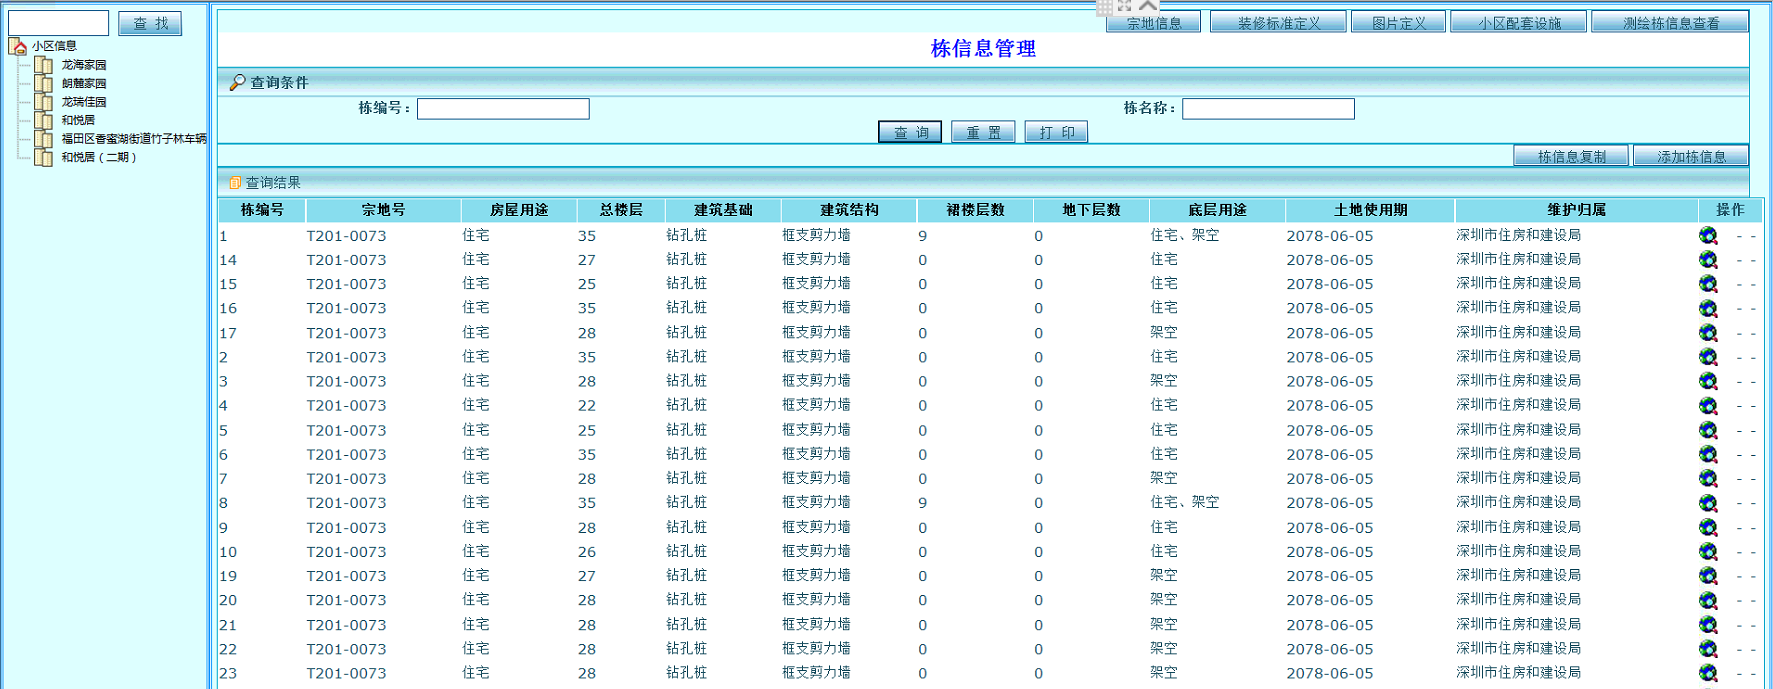 查 找
小区信息
龙海家园
朗麓家园
龙瑞佳园
和悦居
福田区香蜜湖街道竹子林车辆
和悦居（二期）
宗地信息 装修标准定义 图片定义 小区配套设施 测绘栋信息查看
栋信息管理
查询条件
栋编号： 栋名称：
查 询 重 置 打 印
栋信息复制 添加栋信息
查询结果
栋编号 宗地号 房屋用途 总楼层 建筑基础 建筑结构 裙楼层数 地下层数 底层用途 土地使用期 维护归属 操作
1 T201-0073 住宅 35 钻孔桩 框支剪力墙 9 0 住宅、架空 2078-06-05 深圳市住房和建设局 - -
14 T201-0073 住宅 27 钻孔桩 框支剪力墙 0 0 住宅 2078-06-05 深圳市住房和建设局 - -
15 T201-0073 住宅 25 钻孔桩 框支剪力墙 0 0 住宅 2078-06-05 深圳市住房和建设局 - -
16 T201-0073 住宅 35 钻孔桩 框支剪力墙 0 0 住宅 2078-06-05 深圳市住房和建设局 - -
17 T201-0073 住宅 28 钻孔桩 框支剪力墙 0 0 架空 2078-06-05 深圳市住房和建设局 - -
2 T201-0073 住宅 35 钻孔桩 框支剪力墙 0 0 住宅 2078-06-05 深圳市住房和建设局 - -
3 T201-0073 住宅 28 钻孔桩 框支剪力墙 0 0 架空 2078-06-05 深圳市住房和建设局 - -
4 T201-0073 住宅 22 钻孔桩 框支剪力墙 0 0 住宅 2078-06-05 深圳市住房和建设局 - -
5 T201-0073 住宅 25 钻孔桩 框支剪力墙 0 0 住宅 2078-06-05 深圳市住房和建设局 - -
6 T201-0073 住宅 35 钻孔桩 框支剪力墙 0 0 住宅 2078-06-05 深圳市住房和建设局 - -
7 T201-0073 住宅 28 钻孔桩 框支剪力墙 0 0 架空 2078-06-05 深圳市住房和建设局 - -
8 T201-0073 住宅 35 钻孔桩 框支剪力墙 9 0 住宅、架空 2078-06-05 深圳市住房和建设局 - -
9 T201-0073 住宅 28 钻孔桩 框支剪力墙 0 0 住宅 2078-06-05 深圳市住房和建设局 - -
10 T201-0073 住宅 26 钻孔桩 框支剪力墙 0 0 住宅 2078-06-05 深圳市住房和建设局 - -
19 T201-0073 住宅 27 钻孔桩 框支剪力墙 0 0 架空 2078-06-05 深圳市住房和建设局 - -
20 T201-0073 住宅 28 钻孔桩 框支剪力墙 0 0 架空 2078-06-05 深圳市住房和建设局 - -
21 T201-0073 住宅 28 钻孔桩 框支剪力墙 0 0 架空 2078-06-05 深圳市住房和建设局 - -
22 T201-0073 住宅 28 钻孔桩 框支剪力墙 0 0 架空 2078-06-05 深圳市住房和建设局 - -
23 T201-0073 住宅 28 钻孔桩 框支剪力墙 0 0 架空 2078-06-05 深圳市住房和建设局 - -